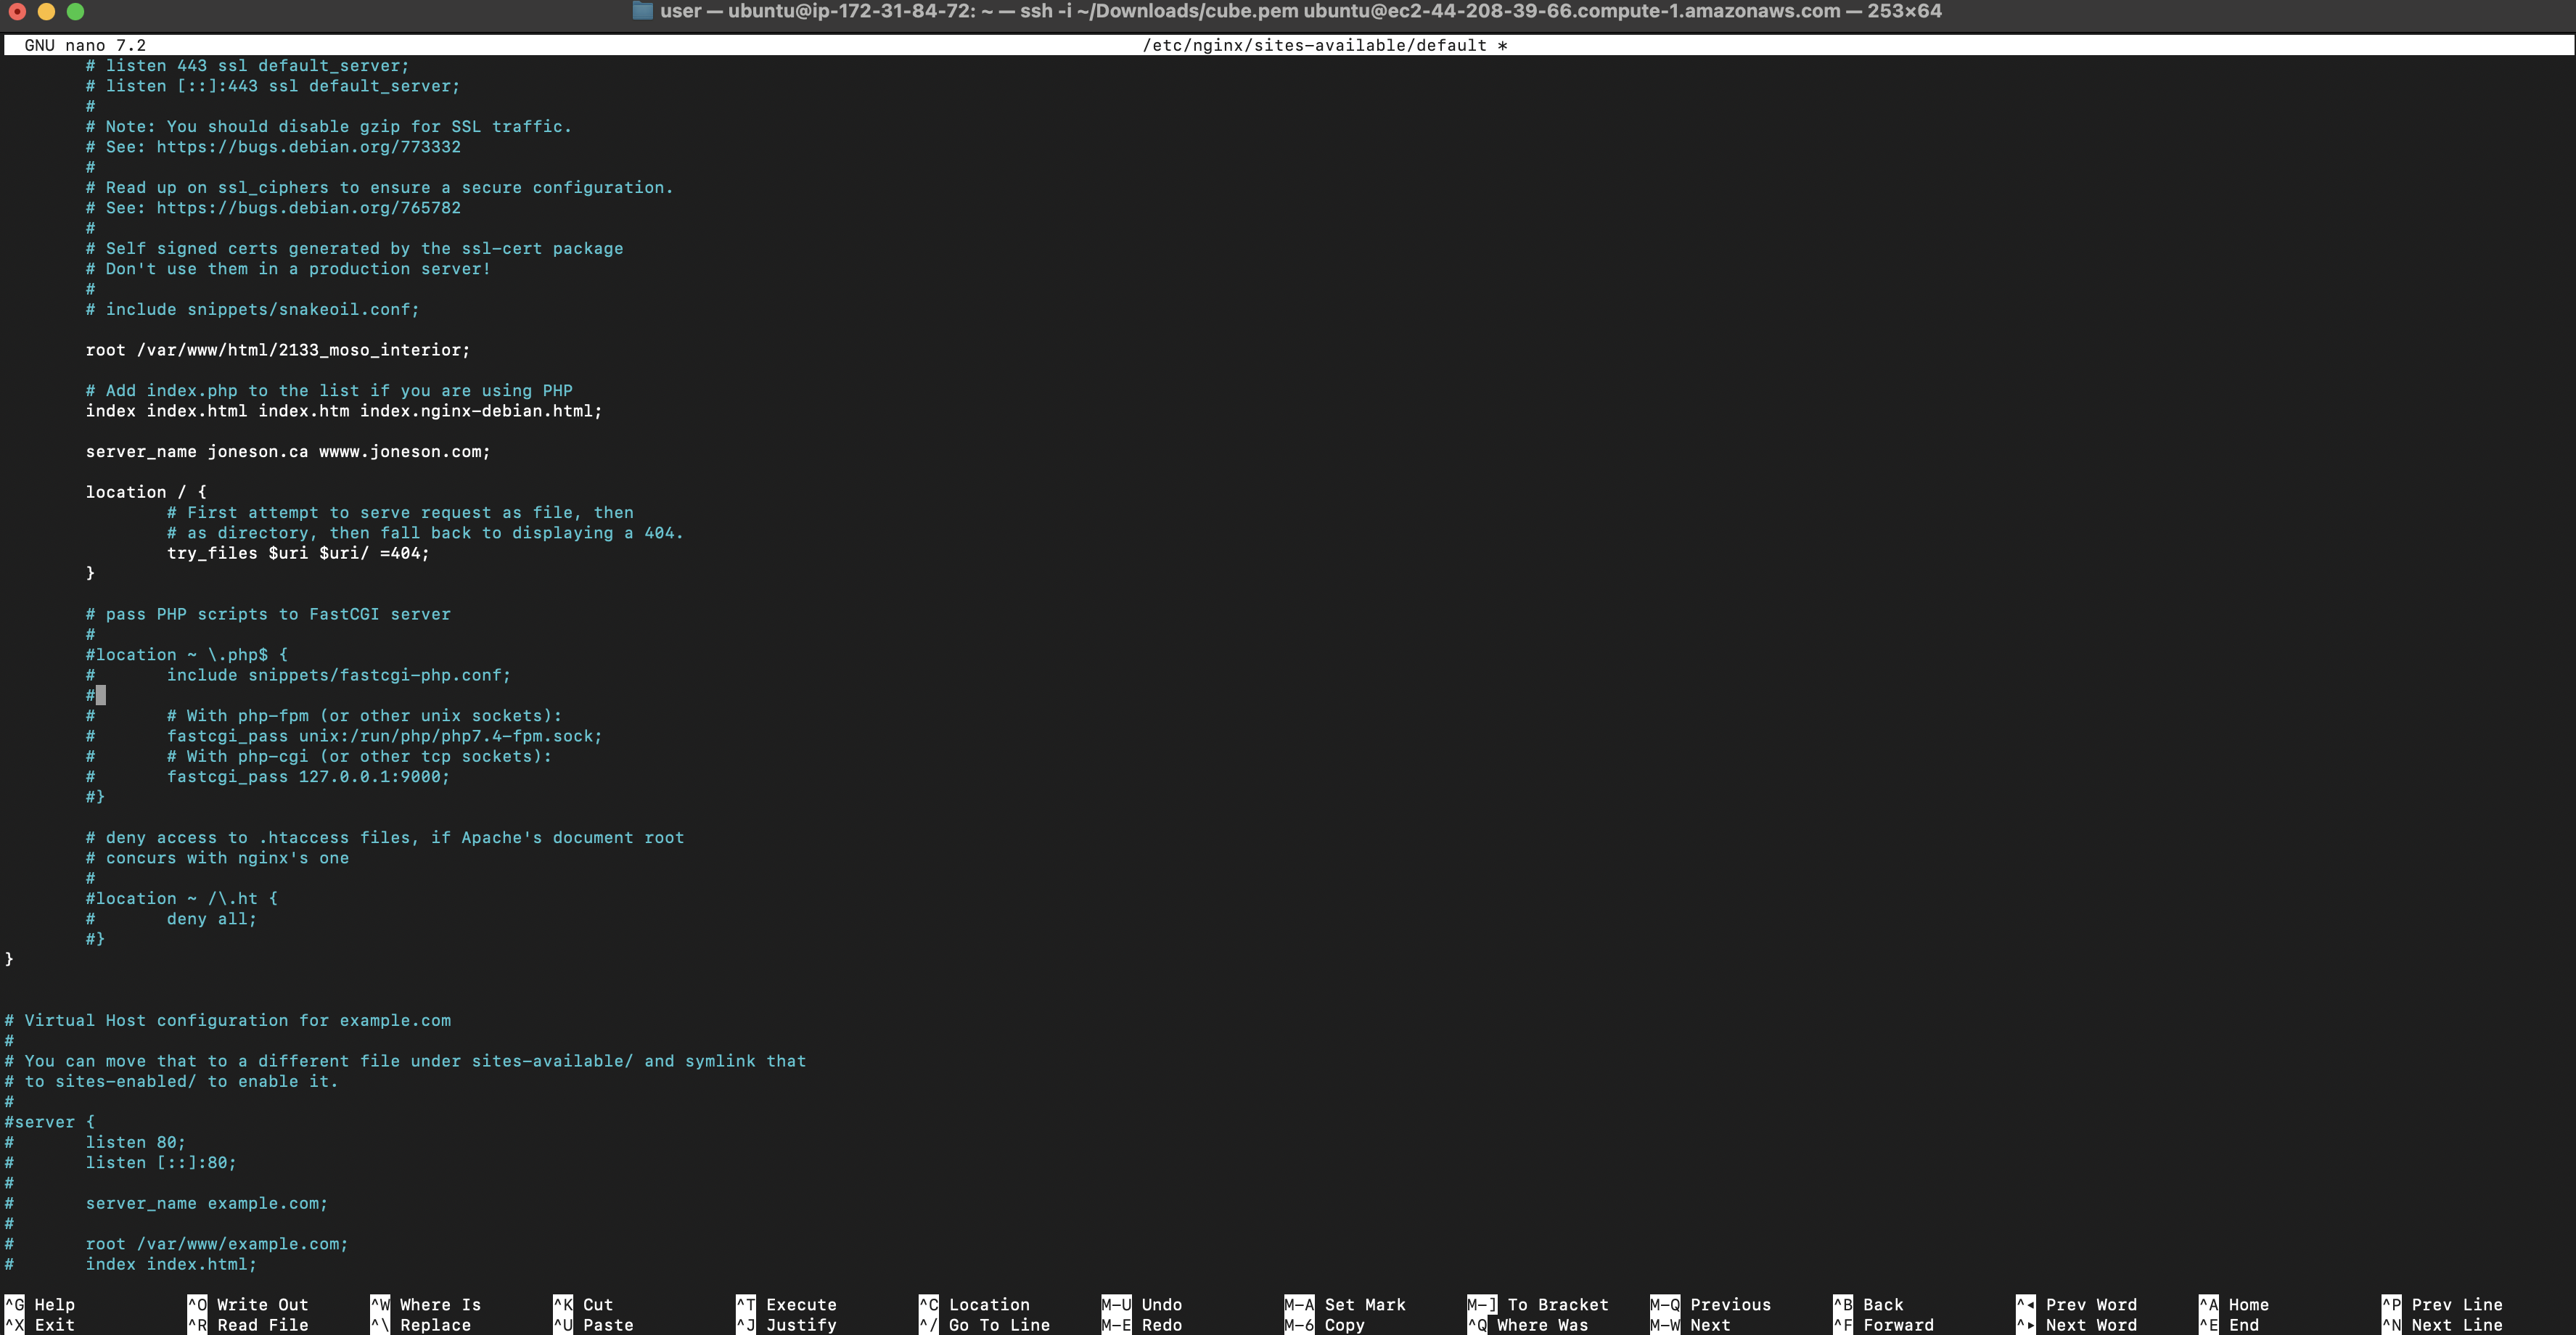 user — ubuntu@ip-172-31-84-72: ~ — ssh -i ~/Downloads/cube.pem ubuntu@ec2-44-208-39-66.compute-1.amazonaws.com — 253×64
GNU nano 7.2 /etc/nginx/sites-available/default *
# listen 443 ssl default_server;
# listen [::]:443 ssl default_server;
#
# Note: You should disable gzip for SSL traffic.
# See: https://bugs.debian.org/773332
#
# Read up on ssl_ciphers to ensure a secure configuration.
# See: https://bugs.debian.org/765782
#
# Self signed certs generated by the ssl-cert package
# Don't use them in a production server!
#
# include snippets/snakeoil.conf;
root /var/www/html/2133_moso_interior;
# Add index.php to the list if you are using PHP
index index.html index.htm index.nginx-debian.html;
server_name joneson.ca wwww.joneson.com;
location / {
# First attempt to serve request as file, then
# as directory, then fall back to displaying a 404.
try_files $uri $uri/ =404;
}
# pass PHP scripts to FastCGI server
#
#location ~ \.php$ {
# include snippets/fastcgi-php.conf;
#
# # With php-fpm (or other unix sockets):
# fastcgi_pass unix:/run/php/php7.4-fpm.sock;
# # With php-cgi (or other tcp sockets):
# fastcgi_pass 127.0.0.1:9000;
#}
# deny access to .htaccess files, if Apache's document root
# concurs with nginx's one
#
#location ~ /\.ht {
# deny all;
#}
}
# Virtual Host configuration for example.com
#
# You can move that to a different file under sites-available/ and symlink that
# to sites-enabled/ to enable it.
#
#server {
# listen 80;
# listen [::]:80;
#
# server_name example.com;
#
# root /var/www/example.com;
# index index.html;
^G Help ^O Write Out ^W Where Is ^K Cut ^T Execute ^C Location M-U Undo M-A Set Mark M-] To Bracket M-Q Previous ^B Back ^◂ Prev Word ^A Home ^P Prev Line
^X Exit ^R Read File ^\ Replace ^U Paste ^J Justify ^/ Go To Line M-E Redo M-6 Copy ^Q Where Was M-W Next ^F Forward ^▸ Next Word ^E End ^N Next Line